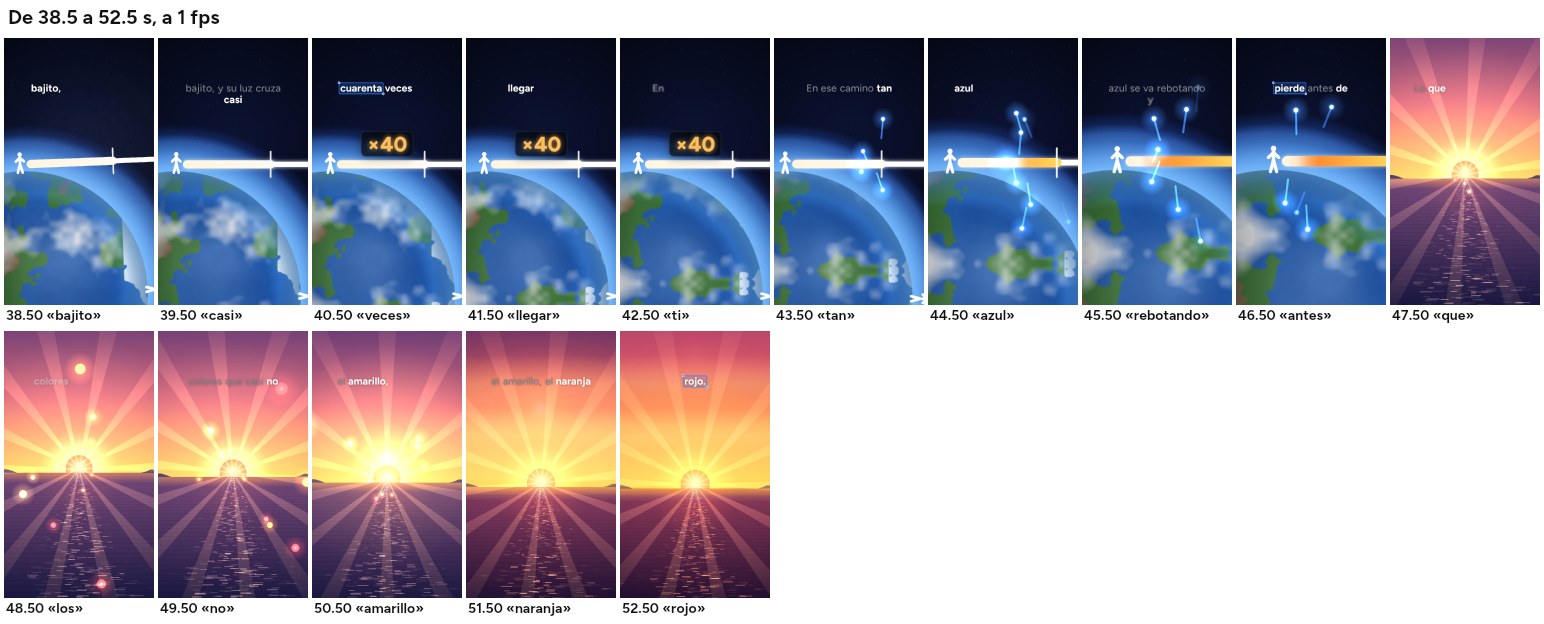 De 38.5 a 52.5 s, a 1 fps
bajito,
bajito, y su luz cruza
casi
cuarenta veces
×40
llegar
×40
En
×40
En ese camino tan
azul
azul se va rebotando
y
pierde antes de
que
38.50 «bajito»
39.50 «casi»
40.50 «veces»
41.50 «llegar»
42.50 «ti»
43.50 «tan»
44.50 «azul»
45.50 «rebotando»
46.50 «antes»
47.50 «que»
colores
colores que casi no
el amarillo,
el amarillo, el naranja
rojo.
48.50 «los»
49.50 «no»
50.50 «amarillo»
51.50 «naranja»
52.50 «rojo»